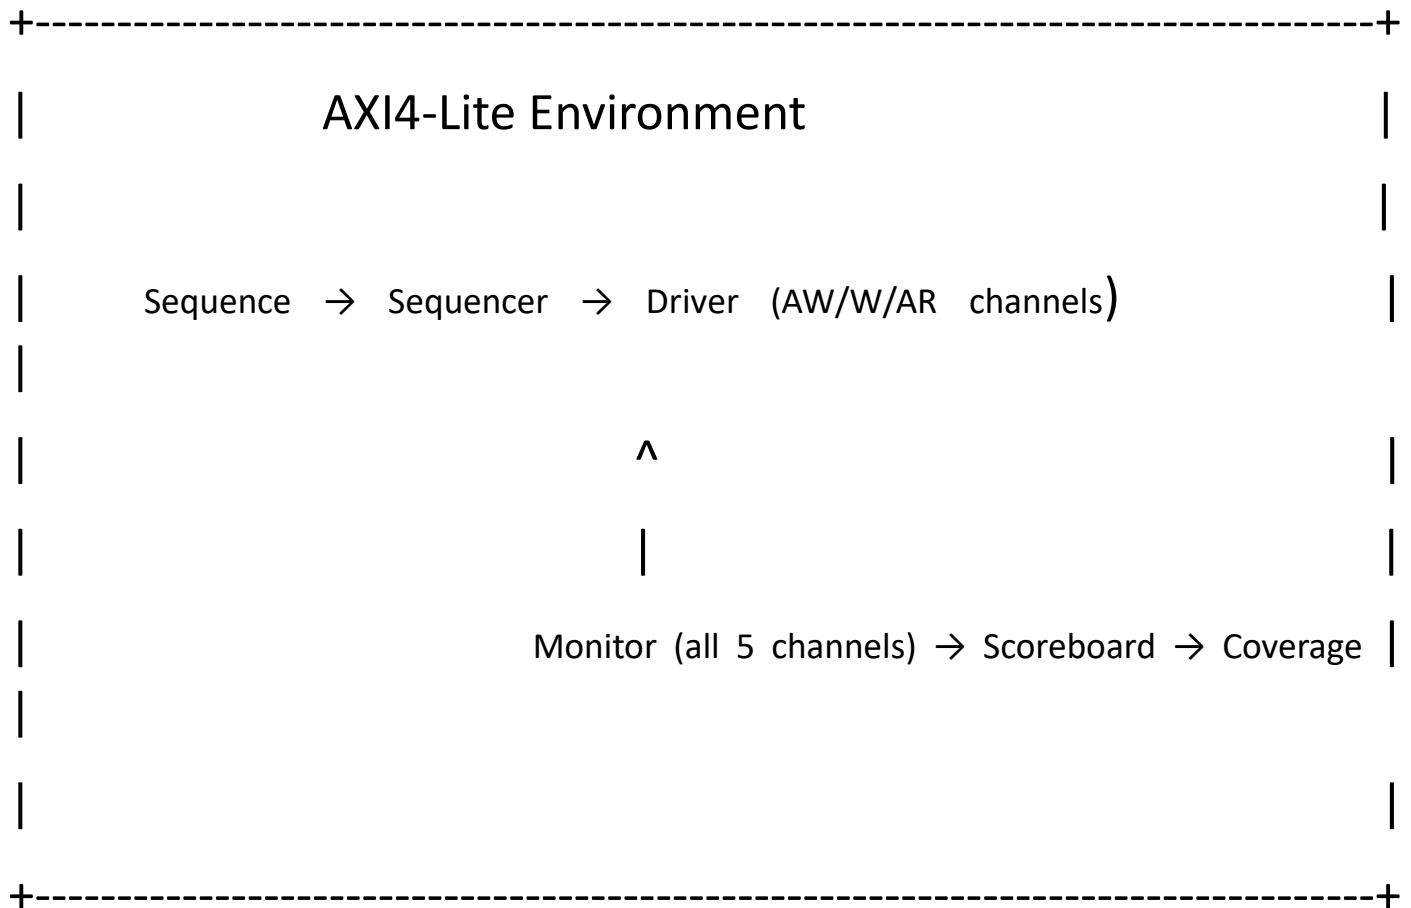 +------------------------------------------------------------------------------------+
| AXI4-Lite Environment |
| |
| Sequence → Sequencer → Driver (AW/W/AR channels) |
|
| ^ |
| | |
| Monitor (all 5 channels) → Scoreboard → Coverage |
|
| |
+------------------------------------------------------------------------------------+